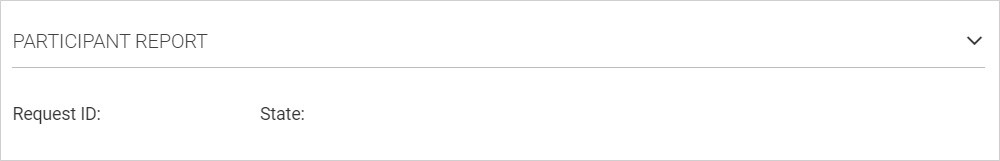 PARTICIPANT REPORT
Request ID: State: